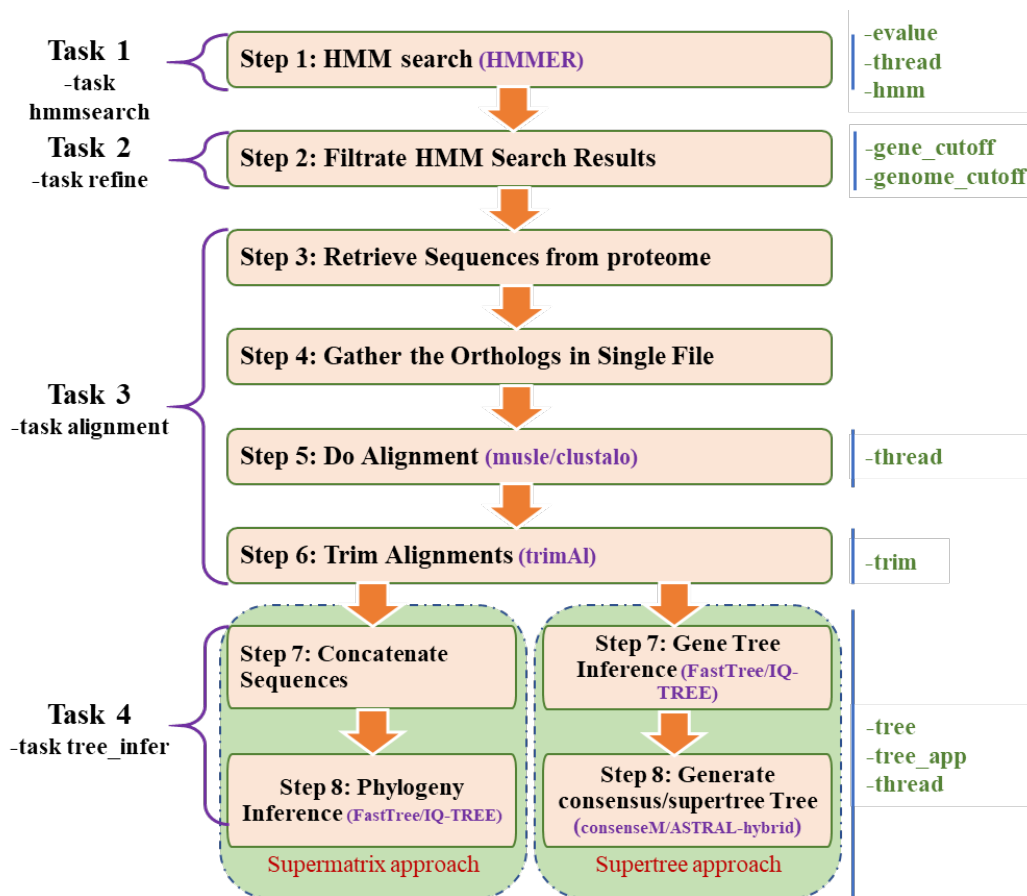 Task 1
-task
hmmsearch
Step 1: HMM search (HMMER)
-evalue
-thread
-hmm
Task 2
-task refine
Step 2: Filtrate HMM Search Results
-gene_cutoff
-genome_cutoff
Task 3
-task alignment
Step 3: Retrieve Sequences from proteome
Step 4: Gather the Orthologs in Single File
Step 5: Do Alignment (musle/clustalo)
-thread
Step 6: Trim Alignments (trimAl)
-trim
Task 4
-task tree_infer
Step 7: Concatenate
Sequences
Step 8: Phylogeny
Inference (FastTree/IQ-TREE)
Supermatrix approach
Step 7: Gene Tree
Inference (FastTree/IQ-
TREE)
Step 8: Generate
consensus/supertree Tree
(consenseM/ASTRAL-hybrid)
Supertree approach
-tree
-tree_app
-thread